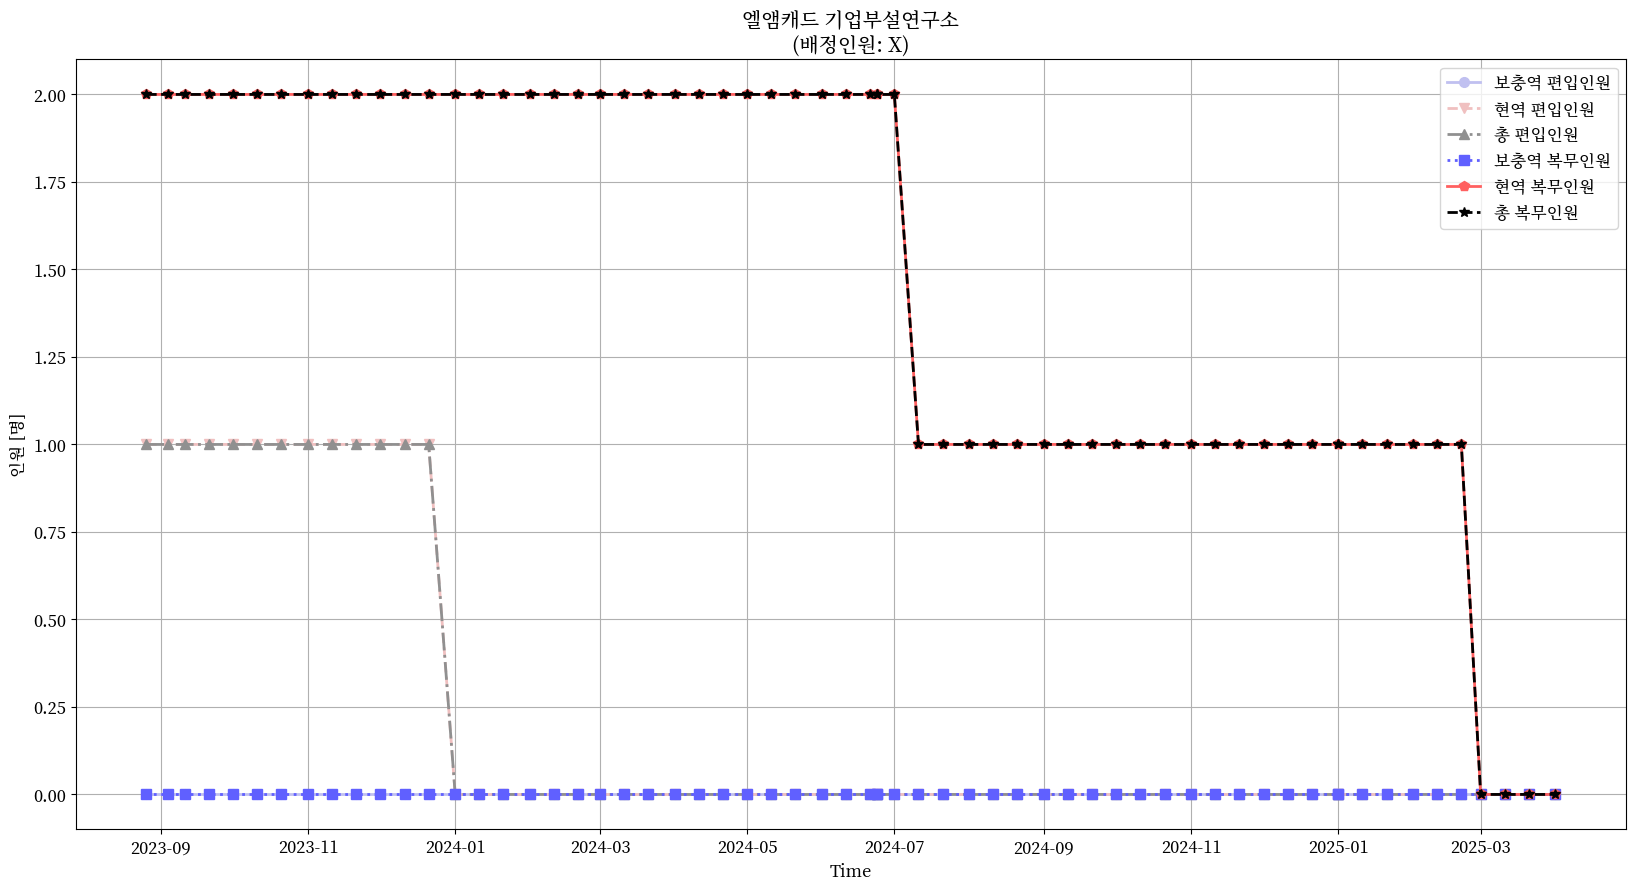 엘앰캐드 기업부설연구소
(배정인원: X)
보충역 편입인원
현역 편입인원
총 편입인원
보충역 복무인원
현역 복무인원
총 복무인원
인원 [명]
2.00
1.75
1.50
1.25
1.00
0.75
0.50
0.25
0.00
2023-09
2023-11
2024-01
2024-03
2024-05
2024-07
2024-09
2024-11
2025-01
2025-03
Time